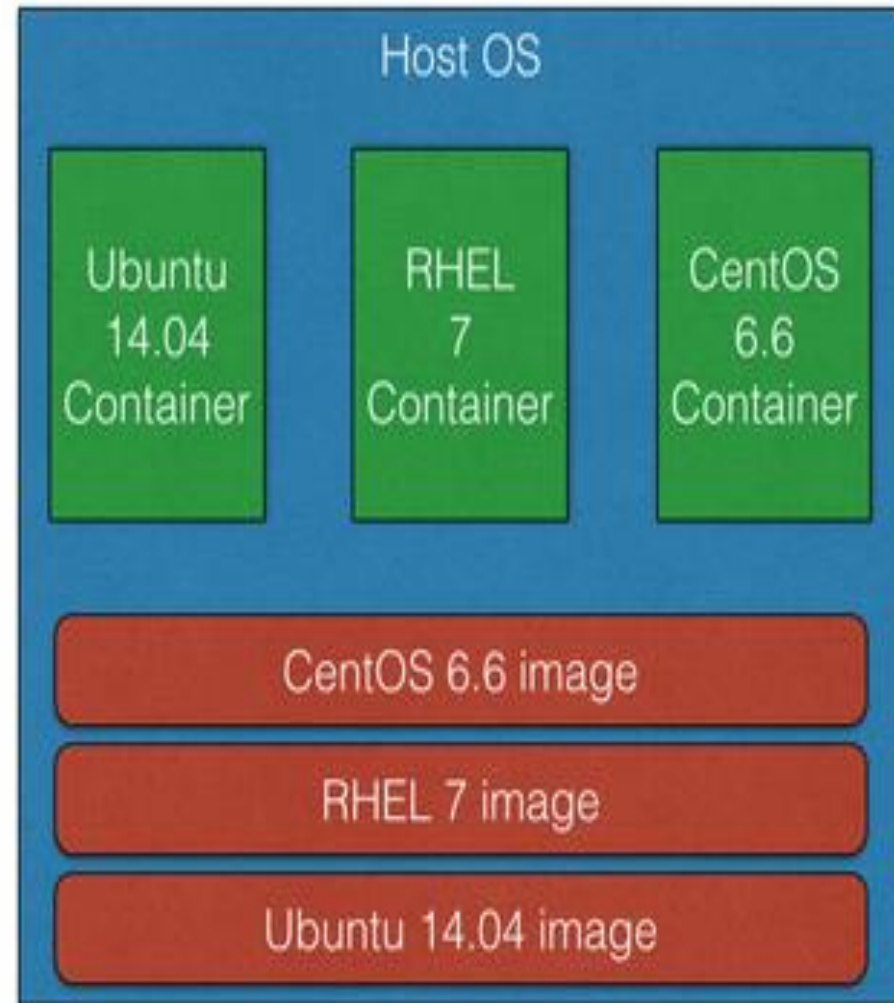 Host OS
Ubuntu
14.04
Container
RHEL
7
Container
CentOS
6.6
Container
CentOS 6.6 image
RHEL 7 image
Ubuntu 14.04 image